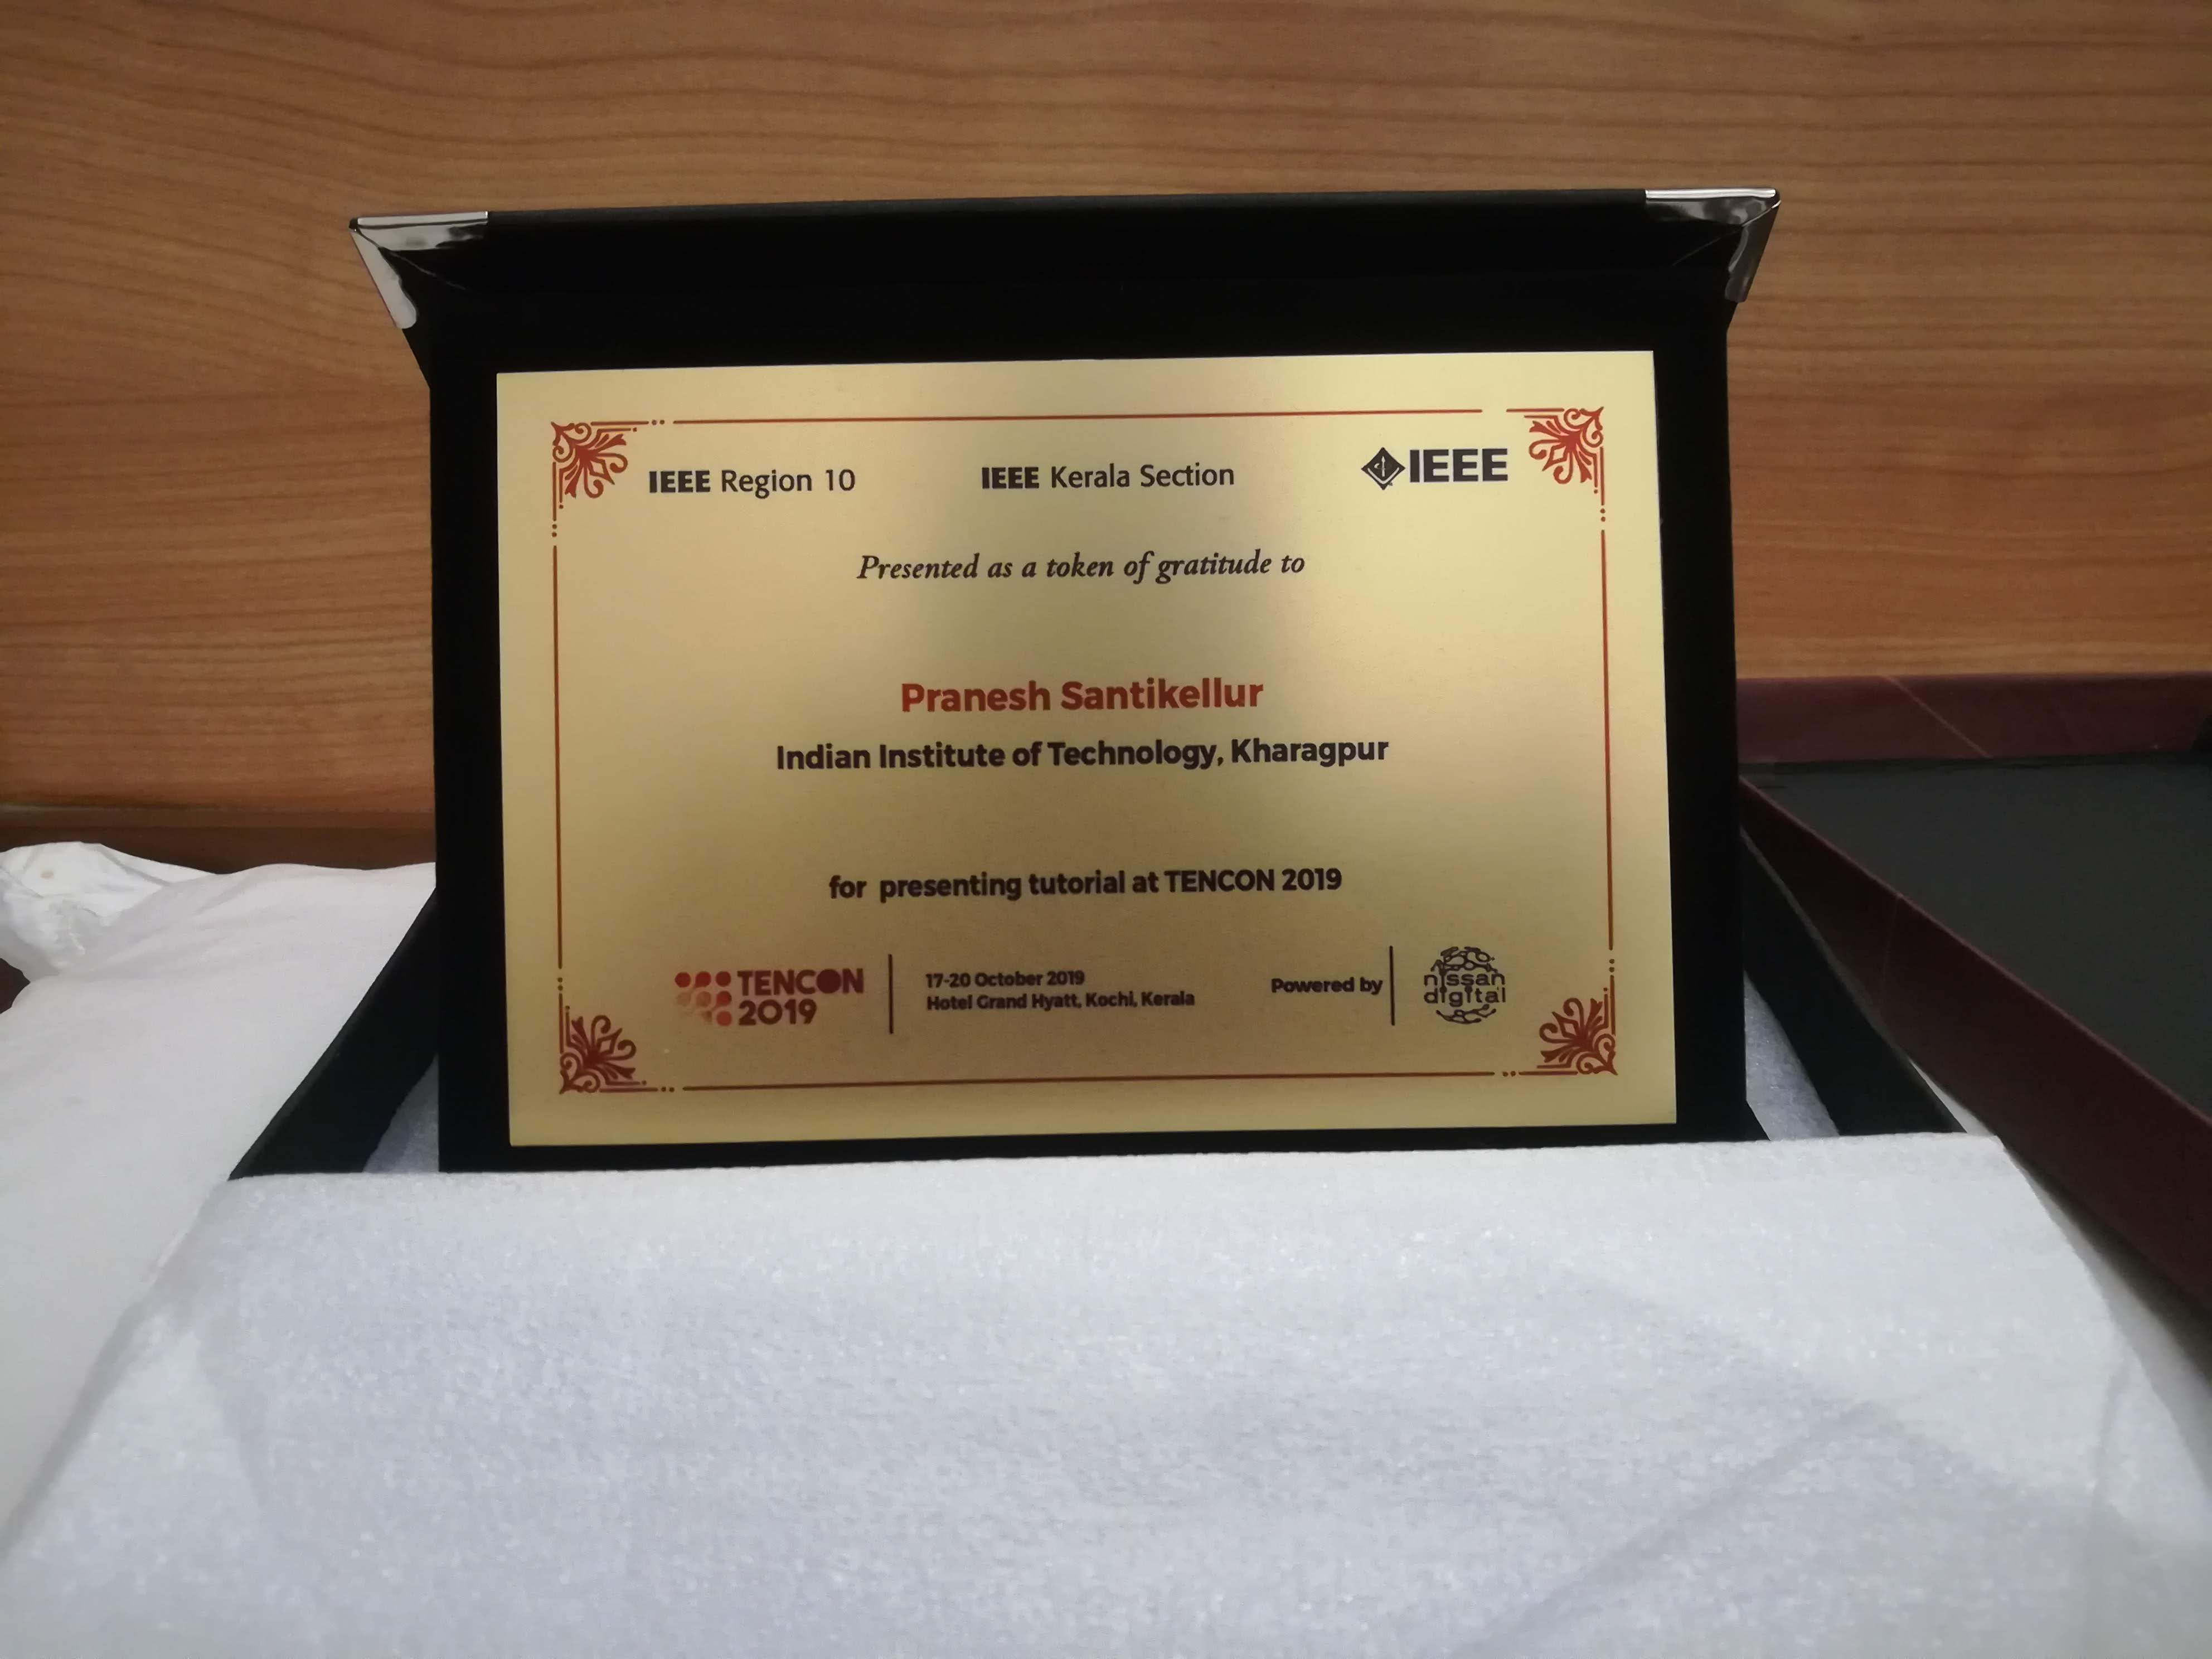 IEEE Region 10
IEEE Kerala Section
IEEE
Presented as a token of gratitude to
Pranesh Santikellur
Indian Institute of Technology, Kharagpur
for presenting tutorial at TENCON 2019
TENCON
2019
17-20 October 2019
Hotel Grand Hyatt, Kochi, Kerala
Powered by
nissan
digital